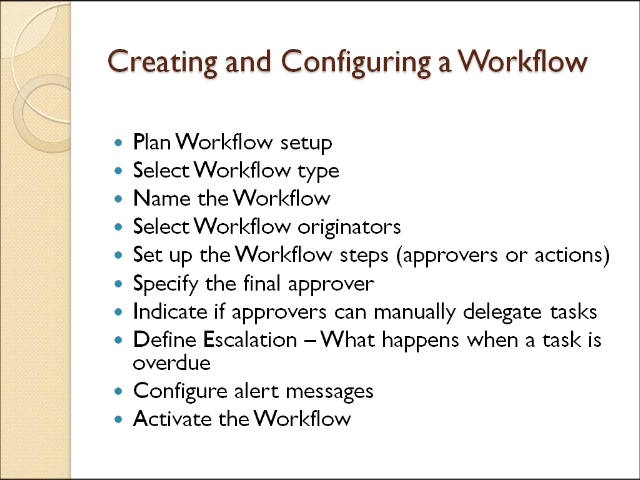 Creating and Configuring a Workflow
• Plan Workflow setup
• Select Workflow type
• Name the Workflow
• Select Workflow originators
• Set up the Workflow steps (approvers or actions)
• Specify the final approver
• Indicate if approvers can manually delegate tasks
• Define Escalation – What happens when a task is
overdue
• Configure alert messages
• Activate the Workflow